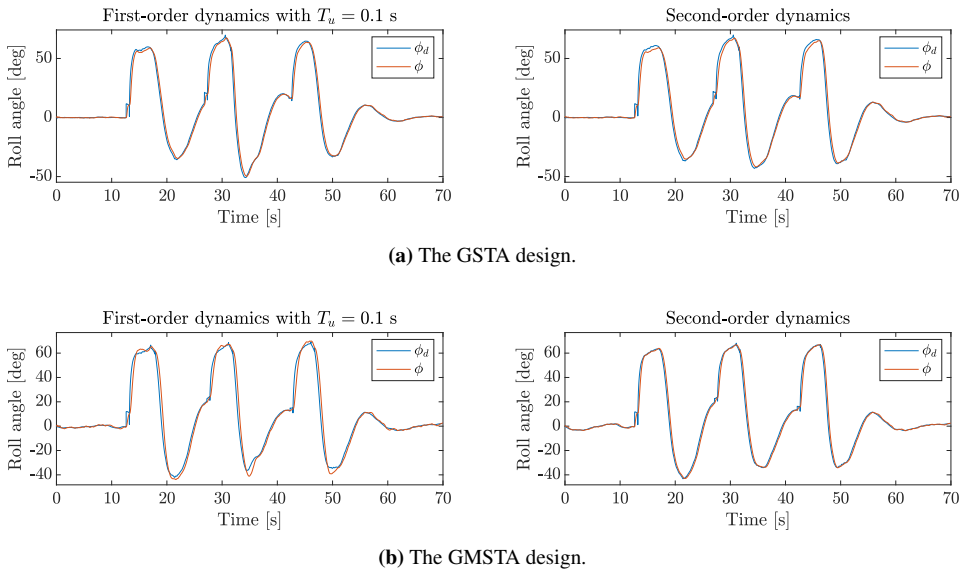 First-order dynamics with T_u = 0.1 s
Second-order dynamics
Roll angle [deg]
50
0
-50
ϕ_d
ϕ
0 10 20 30 40 50 60 70
Time [s]
Roll angle [deg]
50
0
-50
ϕ_d
ϕ
0 10 20 30 40 50 60 70
Time [s]
(a) The GSTA design.
First-order dynamics with T_u = 0.1 s
Second-order dynamics
Roll angle [deg]
60
40
20
0
-20
-40
ϕ_d
ϕ
0 10 20 30 40 50 60 70
Time [s]
Roll angle [deg]
60
40
20
0
-20
-40
ϕ_d
ϕ
0 10 20 30 40 50 60 70
Time [s]
(b) The GMSTA design.